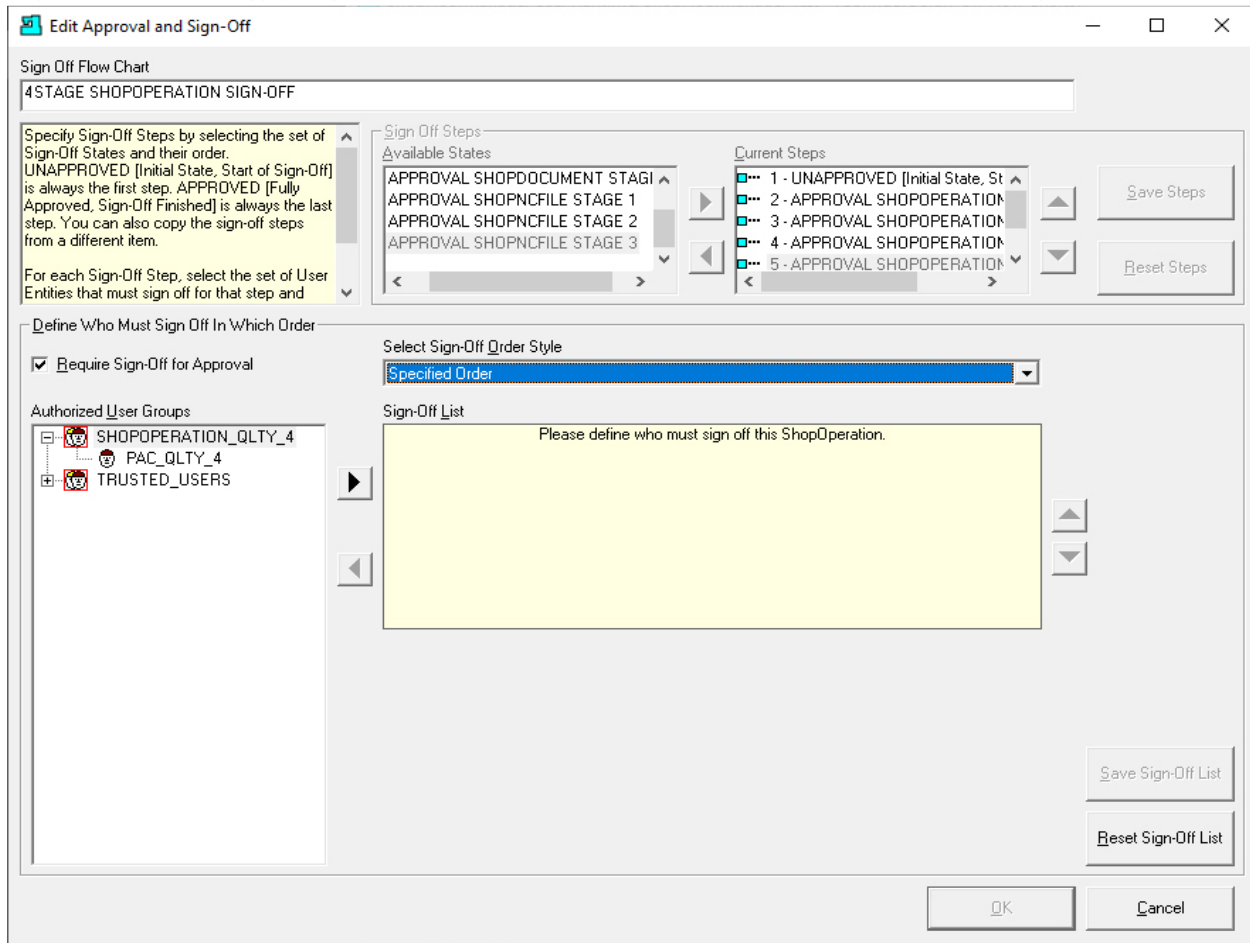 Edit Approval and Sign-Off
Sign Off Flow Chart
4STAGE SHOPOPERATION SIGN-OFF
Specify Sign-Off Steps by selecting the set of
Sign-Off States and their order.
UNAPPROVED [Initial State, Start of Sign-Off]
is always the first step. APPROVED [Fully
Approved, Sign-Off Finished] is always the last
step. You can also copy the sign-off steps
from a different item.
For each Sign-Off Step, select the set of User
Entities that must sign off for that step and
Sign Off Steps
Available States
APPROVAL SHOPDOCUMENT STAGI
APPROVAL SHOPNCFILE STAGE 1
APPROVAL SHOPNCFILE STAGE 2
APPROVAL SHOPNCFILE STAGE 3
Current Steps
1 - UNAPPROVED [Initial State, St
2 - APPROVAL SHOPOPERATION
3 - APPROVAL SHOPOPERATION
4 - APPROVAL SHOPOPERATION
5 - APPROVAL SHOPOPERATION
Save Steps
Reset Steps
Define Who Must Sign Off In Which Order
Require Sign-Off for Approval
Select Sign-Off Order Style
Specified Order
Authorized User Groups
SHOPOPERATION_QLTY_4
PAC_QLTY_4
TRUSTED_USERS
Sign-Off List
Please define who must sign off this ShopOperation.
Save Sign-Off List
Reset Sign-Off List
OK
Cancel